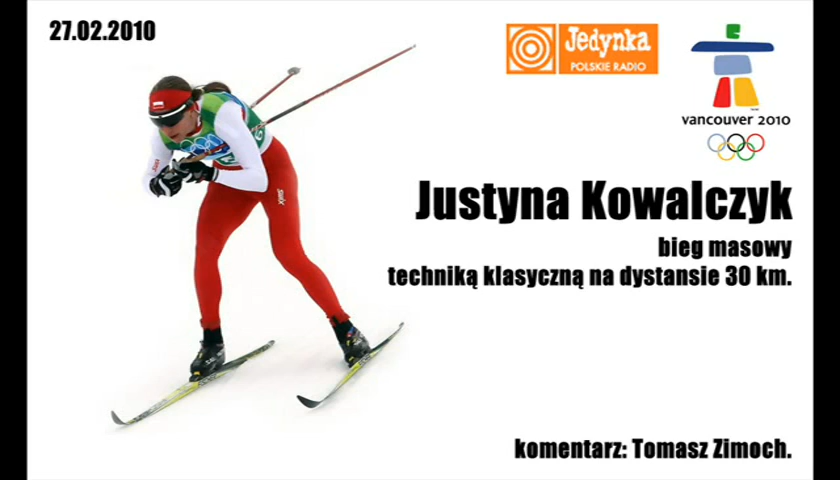 27.02.2010
Jedynka
POLSKIE RADIO
vancouver 2010
Justyna Kowalczyk
bieg masowy
techniką klasyczną na dystansie 30 km.
swix
komentarz: Tomasz Zimoch.